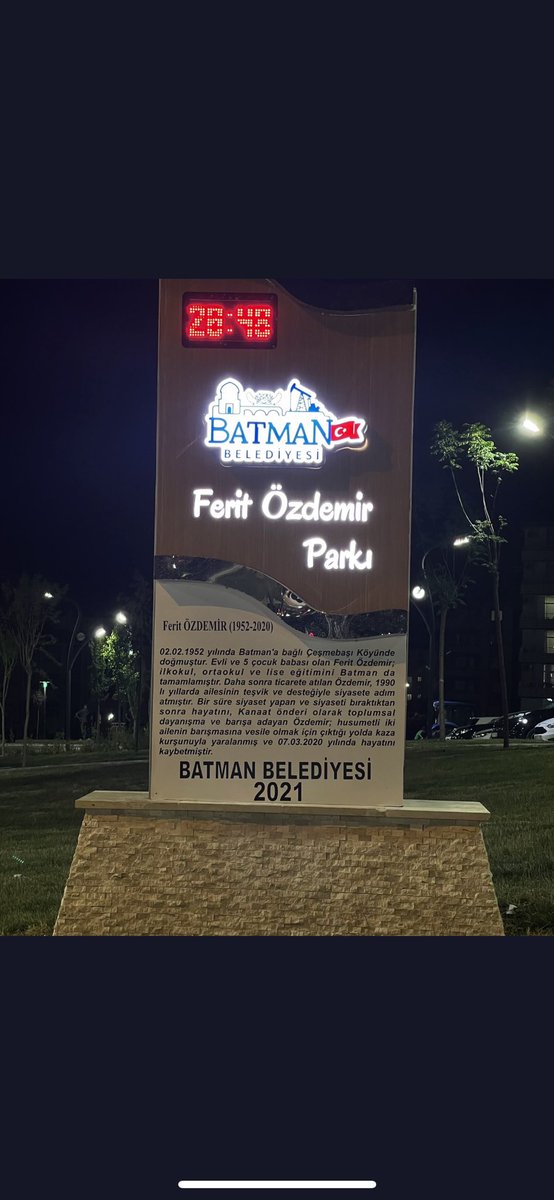 20:48
BATMAN
BELEDİYESİ
Ferit Özdemir
Parkı
Ferit ÖZDEMİR (1952-2020)
02.02.1952 yılında Batman'a bağlı Çeşmebaşı Köyünde
doğmuştur. Evli ve 5 çocuk babası olan Ferit Özdemir;
ilkokul, ortaokul ve lise eğitimini Batman da
tamamlamıştır. Daha sonra ticarete atılan Özdemir, 1990
lı yıllarda ailesinin teşvik ve desteğiyle siyasete adım
atmıştır. Bir süre siyaset yapan ve siyaseti bıraktıktan
sonra hayatını, Kanaat önderi olarak toplumsal
dayanışma ve barışa adayan Özdemir; husumetli iki
ailenin barışmasına vesile olmak için çıktığı yolda kaza
kurşunuyla yaralanmış ve 07.03.2020 yılında hayatını
kaybetmiştir.
BATMAN BELEDİYESİ
2021